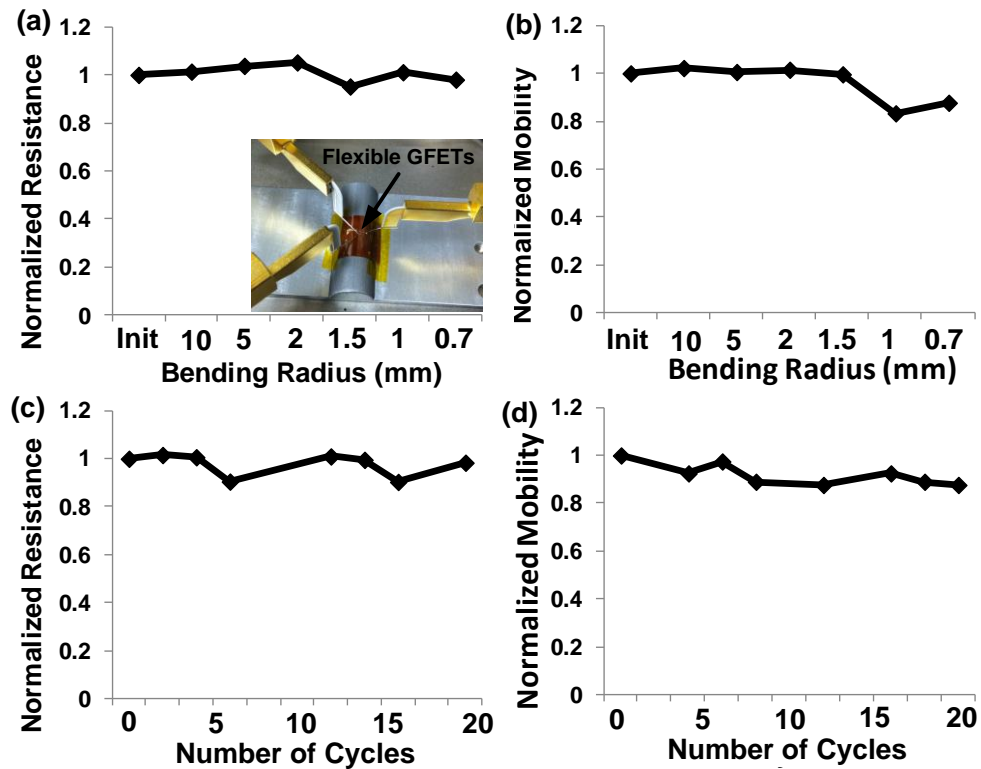 (a)
Normalized Resistance
1.2
1
0.8
0.6
0.4
0.2
0
Flexible GFETs
Init 10 5 2 1.5 1 0.7
Bending Radius (mm)
(b)
Normalized Mobility
1.2
1
0.8
0.6
0.4
0.2
0
Init 10 5 2 1.5 1 0.7
Bending Radius (mm)
(c)
Normalized Resistance
1.2
1
0.8
0.6
0.4
0.2
0
0 5 10 15 20
Number of Cycles
(d)
Normalized Mobility
1.2
1
0.8
0.6
0.4
0.2
0
0 5 10 15 20
Number of Cycles